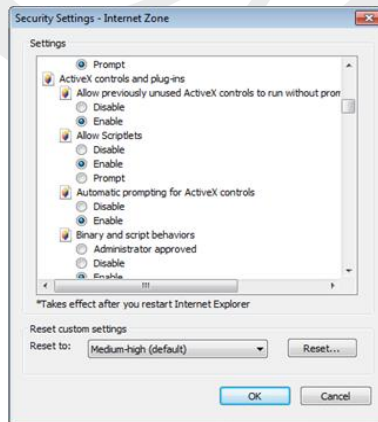 Security Settings - Internet Zone
Settings
Prompt
ActiveX controls and plug-ins
Allow previously unused ActiveX controls to run without prom
Disable
Enable
Allow Scriptlets
Disable
Enable
Prompt
Automatic prompting for ActiveX controls
Disable
Enable
Binary and script behaviors
Administrator approved
Disable
Enable
*Takes effect after you restart Internet Explorer
Reset custom settings
Reset to: Medium-high (default) Reset...
OK Cancel